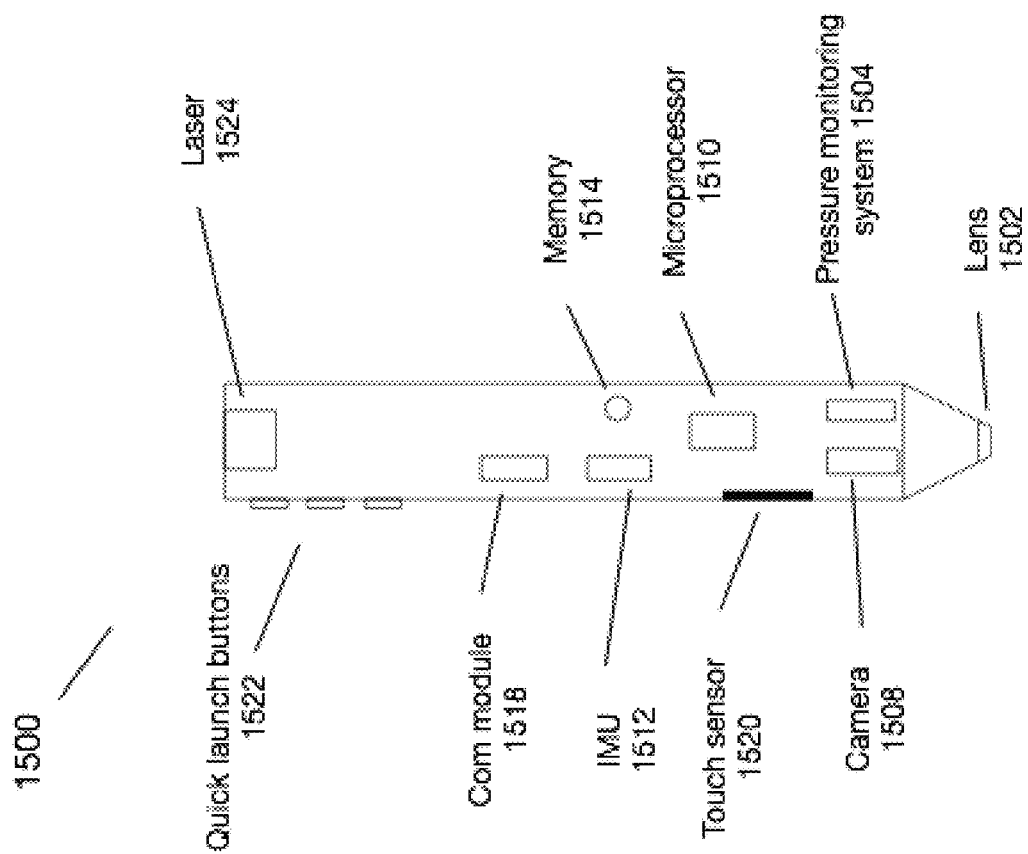 1500
Quick launch buttons
1522
Com module
1518
IMU
1512
Touch sensor
1520
Camera
1508
Laser
1524
Memory
1514
Microprocessor
1510
Pressure monitoring
system 1504
Lens
1502